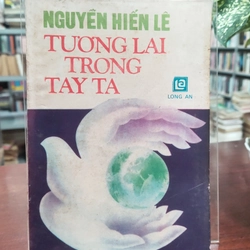 NGUYỄN HIẾN LÊ
TƯƠNG LAI
TRONG
TAY TA
LONG AN